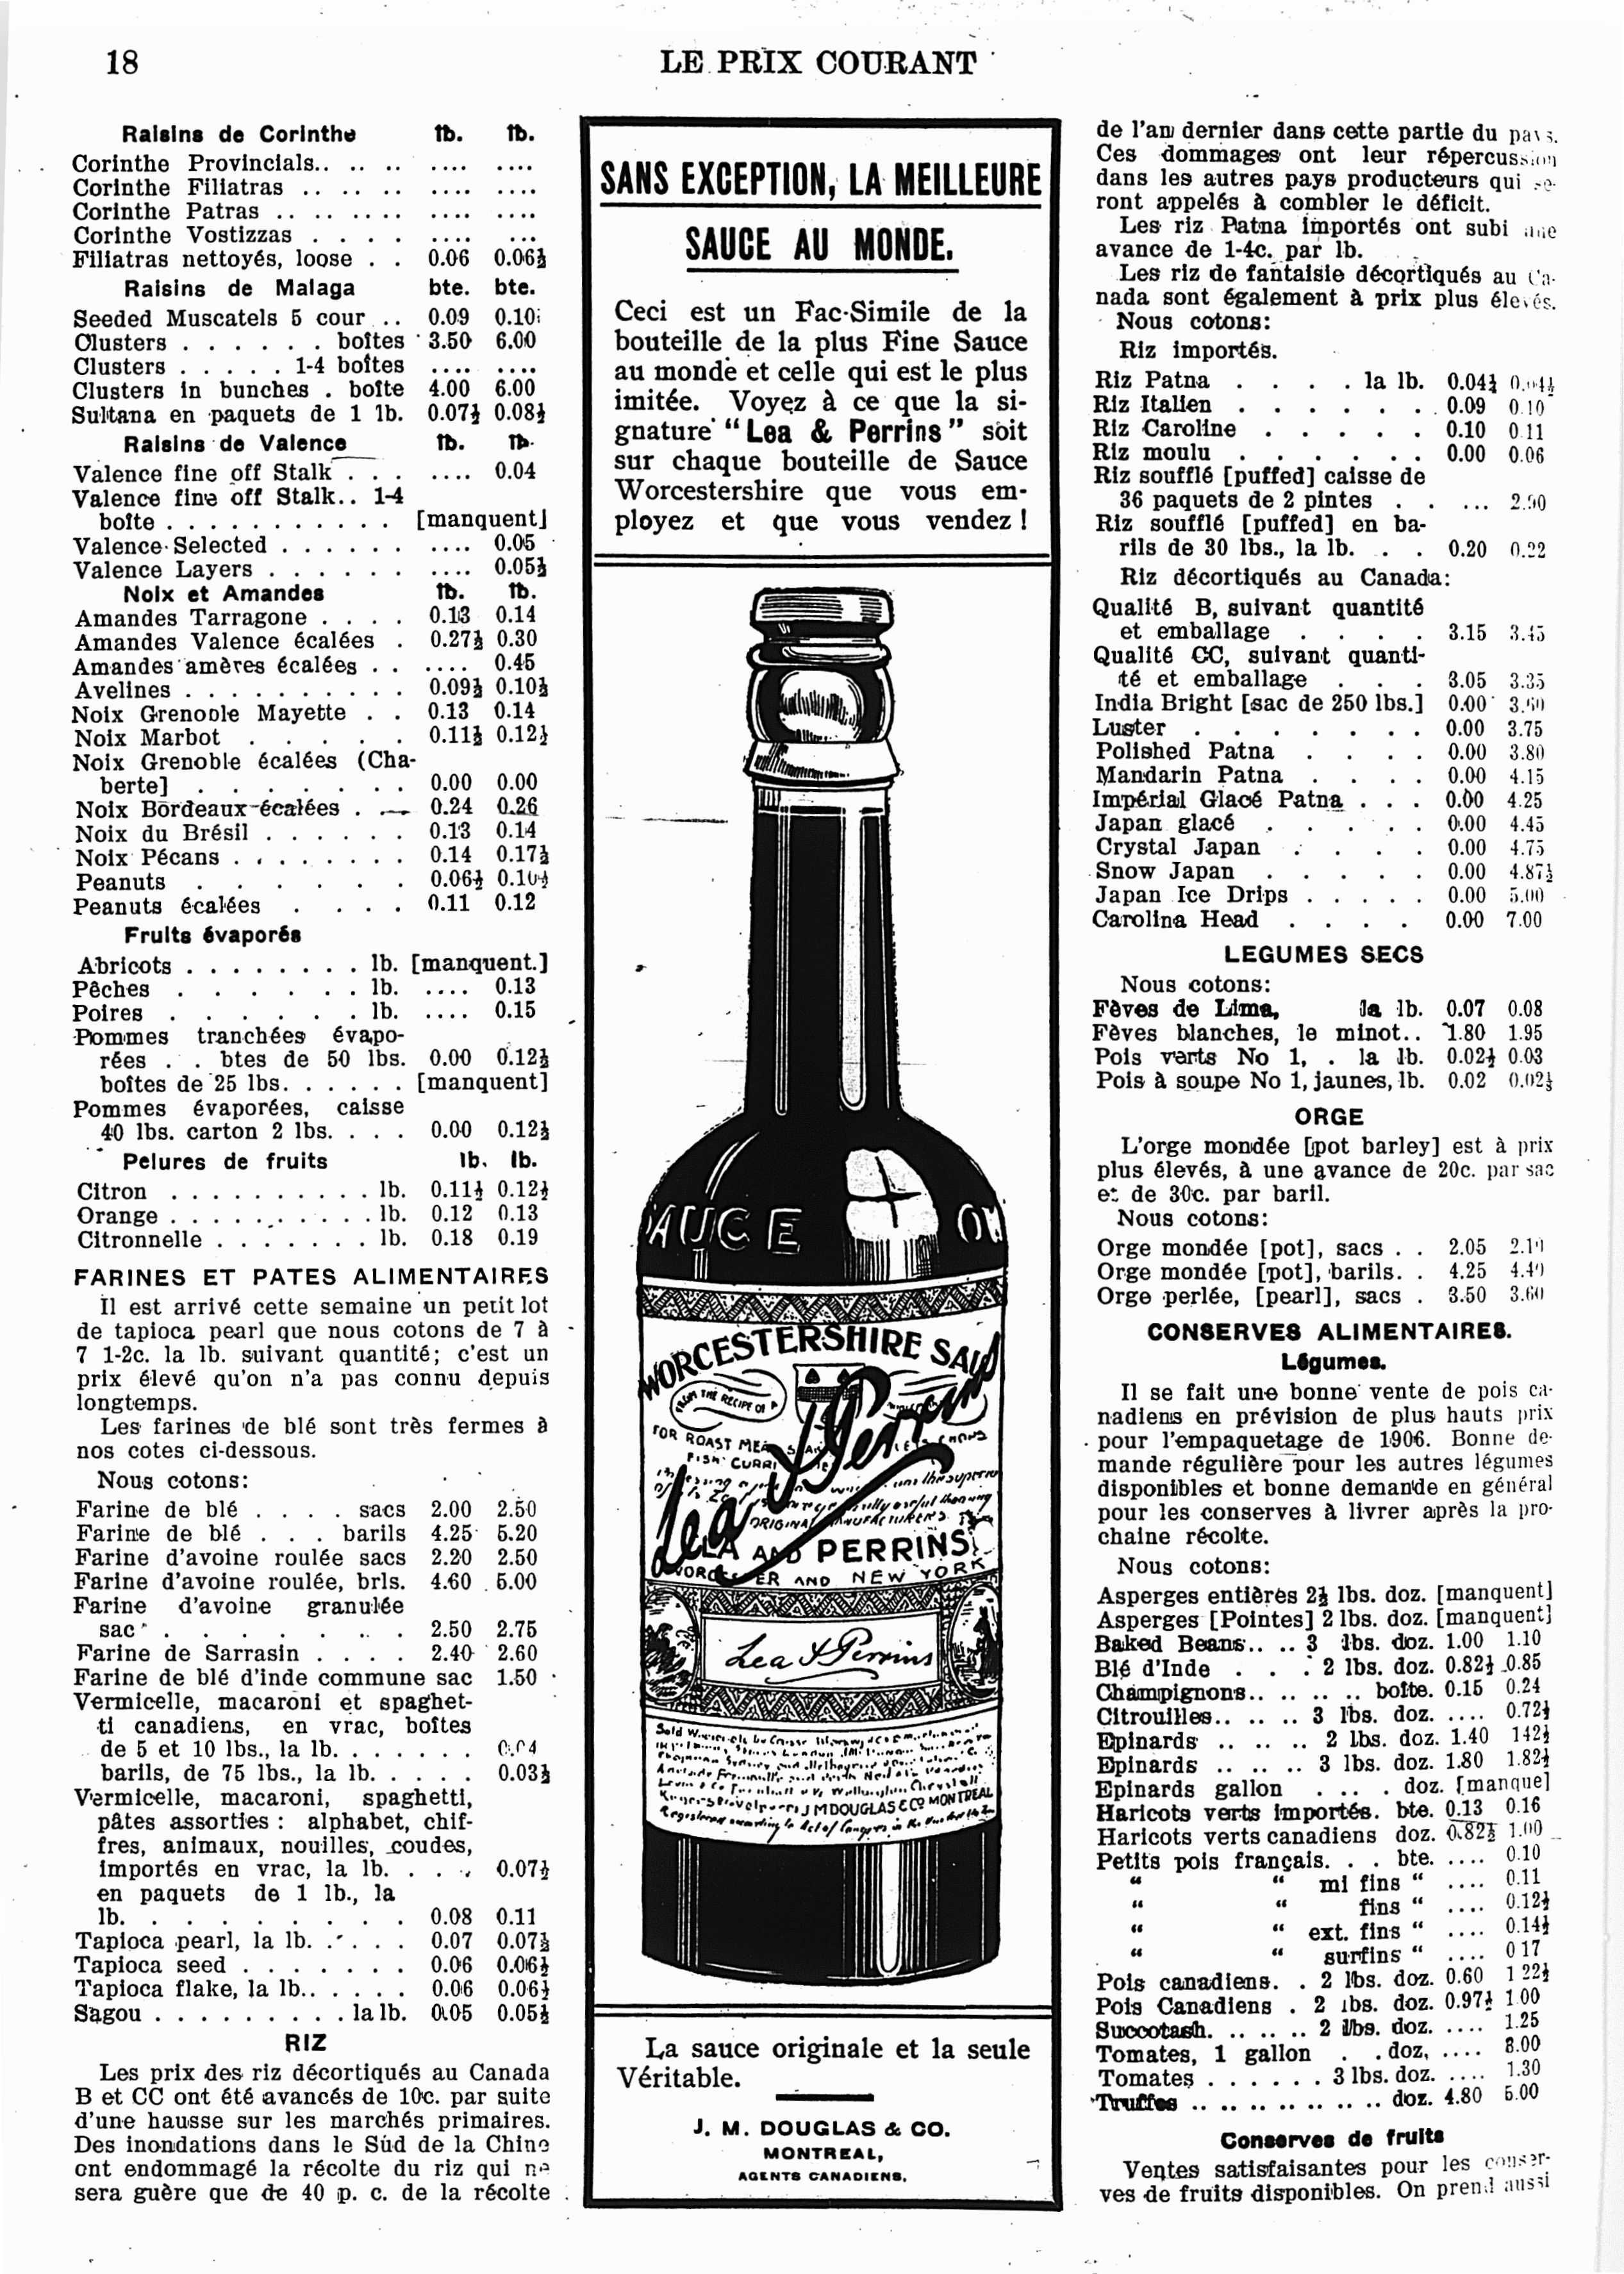 18
LE PRIX COURANT
Raisins de Corinthe lb. lb.
Corinthe Provincials.. .. .. .... ....
Corinthe Filiatras .. .. .. .... ....
Corinthe Patras .. .. .... .... ....
Corinthe Vostizzas . . . . .... ...
Filiatras nettoyés, loose . . 0.06 0.06½
Raisins de Malaga bte. bte.
Seeded Muscatels 5 cour .. 0.09 0.10
Clusters . . . . . . boîtes 3.50 6.00
Clusters . . . . . 1-4 boîtes .... ....
Clusters in bunches . boîte 4.00 6.00
Sultana en paquets de 1 lb. 0.07½ 0.08½
Raisins de Valence lb. lb.
Valence fine off Stalk . . . .... 0.04
Valence fine off Stalk.. 1-4
boîte . . . . . . . . . . . [manquent]
Valence Selected . . . . . . .... 0.05
Valence Layers . . . . . . .... 0.05½
Noix et Amandes lb. lb.
Amandes Tarragone . . . . 0.13 0.14
Amandes Valence écalées . 0.27½ 0.30
Amandes amères écalées . . .... 0.45
Avelines . . . . . . . . . . 0.09½ 0.10½
Noix Grenoble Mayette . . 0.13 0.14
Noix Marbot . . . . . 0.11½ 0.12½
Noix Grenoble écalées (Cha-
berte] . . . . . . . 0.00 0.00
Noix Bordeaux écalées . . 0.24 0.26
Noix du Brésil . . . . . . 0.13 0.14
Noix Pécans . . . . . . . . 0.14 0.17½
Peanuts . . . . . . 0.06½
Peanuts écalées . . . . 0.11 0.12
Fruits évaporés
Abricots . . . . . . . . lb. [manquent.]
Pêches . . . . . . lb. .... 0.13
Poires . . . . . . lb. .... 0.15
Pommes tranchées évapo-
rées . . btes de 50 lbs. 0.00 0.12½
boîtes de 25 lbs. . . . . . [manquent]
Pommes évaporées, caisse
40 lbs. carton 2 lbs. . . . 0.00 0.12½
Pelures de fruits lb. lb.
Citron . . . . . . . . . . lb. 0.11½ 0.12½
Orange . . . . . . . . . . lb. 0.12 0.13
Citronnelle . . . . . . . lb. 0.18 0.19
FARINES ET PATES ALIMENTAIRES
Il est arrivé cette semaine un petit lot
de tapioca pearl que nous cotons de 7 à
7 1-2c. la lb. suivant quantité; c'est un
prix élevé qu'on n'a pas connu depuis
longtemps.
Les farines de blé sont très fermes à
nos cotes ci-dessous.
Nous cotons:
Farine de blé . . . . sacs 2.00 2.50
Farine de blé . . . barils 4.25 5.20
Farine d'avoine roulée sacs 2.20 2.50
Farine d'avoine roulée, brls. 4.60 5.00
Farine d'avoine granulée
sac . . . . . . . . 2.50 2.75
Farine de Sarrasin . . . . 2.40 2.60
Farine de blé d'inde commune sac 1.50
Vermicelle, macaroni et spaghet-
ti canadiens, en vrac, boîtes
de 5 et 10 lbs., la lb. . . . . . . 0.04
barils, de 75 lbs., la lb. . . . . 0.03½
Vermicelle, macaroni, spaghetti,
pâtes assorties : alphabet, chif-
fres, animaux, nouilles, coudes,
importés en vrac, la lb. . . . . 0.07½
en paquets de 1 lb., la
lb. . . . . . . . . . 0.08 0.11
Tapioca pearl, la lb. . . . . 0.07 0.07½
Tapioca seed . . . . . . . 0.06 0.06½
Tapioca flake, la lb.. . . . . 0.06 0.06½
Sagou . . . . . . . . . la lb. 0.05 0.05½
RIZ
Les prix des riz décortiqués au Canada
B et CC ont été avancés de 10c. par suite
d'une hausse sur les marchés primaires.
Des inondations dans le Sud de la Chine
ont endommagé la récolte du riz qui ne
sera guère que de 40 p. c. de la récolte
SANS EXCEPTION, LA MEILLEURE
SAUCE AU MONDE.
Ceci est un Fac-Simile de la
bouteille de la plus Fine Sauce
au monde et celle qui est le plus
imitée. Voyez à ce que la si-
gnature "Lea & Perrins" soit
sur chaque bouteille de Sauce
Worcestershire que vous em-
ployez et que vous vendez !
AUCE
WORCESTERSHIRE
FROM THE RECIPE OF A
FOR ROAST
FISH
Lea & Perrins
ORIGINAL
AND PERRINS
AND NEW YORK
Lea & Perrins
J M DOUGLAS & CO MONTREAL
La sauce originale et la seule
Véritable.
J. M. DOUGLAS & CO.
MONTREAL,
AGENTS CANADIENS.
de l'an dernier dans cette partie du pays.
Ces dommages ont leur répercussion
dans les autres pays producteurs qui se-
ront appelés à combler le déficit.
Les riz Patna importés ont subi une
avance de 1-4c. par lb.
Les riz de fantaisie décortiqués au Ca-
nada sont également à prix plus élevés.
Nous cotons:
Riz importés.
Riz Patna . . . . la lb. 0.04½
Riz Italien . . . . . . . 0.09 0.10
Riz Caroline . . . . . 0.10 0.11
Riz moulu . . . . . . 0.00 0.06
Riz soufflé [puffed] caisse de
36 paquets de 2 pintes . . ... 2.90
Riz soufflé [puffed] en ba-
rils de 30 lbs., la lb. . . . 0.20 0.22
Riz décortiqués au Canada:
Qualité B, suivant quantité
et emballage . . . . 3.15 3.45
Qualité CC, suivant quanti-
té et emballage . . . 3.05 3.35
India Bright [sac de 250 lbs.] 0.00 3.60
Luster . . . . . . . 0.00 3.75
Polished Patna . . . . 0.00 3.80
Mandarin Patna . . . . 0.00 4.15
Impérial Glacé Patna . . . 0.00 4.25
Japan glacé . . . . . 0.00 4.45
Crystal Japan . . . . 0.00 4.75
Snow Japan . . . . . 0.00 4.87½
Japan Ice Drips . . . . . 0.00 5.00
Carolina Head . . . . 0.00 7.00
LEGUMES SECS
Nous cotons:
Fèves de Lima, la lb. 0.07 0.08
Fèves blanches, le minot.. 1.80 1.95
Pois verts No 1, . la lb. 0.02½ 0.03
Pois à soupe No 1, jaunes, lb. 0.02 0.02½
ORGE
L'orge mondée [pot barley] est à prix
plus élevés, à une avance de 20c. par sac
et de 30c. par baril.
Nous cotons:
Orge mondée [pot], sacs . . 2.05
Orge mondée [pot], barils. . 4.25
Orge perlée, [pearl], sacs . 3.50 3.60
CONSERVES ALIMENTAIRES.
Légumes.
Il se fait une bonne vente de pois ca-
nadiens en prévision de plus hauts prix
pour l'empaquetage de 1906. Bonne de-
mande régulière pour les autres légumes
disponibles et bonne demande en général
pour les conserves à livrer après la pro-
chaine récolte.
Nous cotons:
Asperges entières 2½ lbs. doz. [manquent]
Asperges [Pointes] 2 lbs. doz. [manquent]
Baked Beans.. .. 3 lbs. doz. 1.00 1.10
Blé d'Inde . . . 2 lbs. doz. 0.82½ 0.85
Champignons.. .. .. .. boîte. 0.15 0.24
Citrouilles.. .. .. 3 lbs. doz. .... 0.72½
Epinards .. .. .. 2 lbs. doz. 1.40 142½
Epinards .. .. .. 3 lbs. doz. 1.80 1.82½
Epinards gallon . . . doz. [manque]
Haricots verts importés. bte. 0.13 0.16
Haricots verts canadiens doz. 0.82½ 1.00
Petits pois français. . . bte. .... 0.10
" " mi fins " .... 0.11
" " fins " .... 0.12½
" " ext. fins " .... 0.14½
" " surfins " .... 0 17
Pois canadiens. . 2 lbs. doz. 0.60 1 22½
Pois Canadiens . 2 lbs. doz. 0.97½ 1 00
Succotash. .. .. .. 2 lbs. doz. .... 1.25
Tomates, 1 gallon . . doz, .... 3.00
Tomates . . . . . . 3 lbs. doz. .... 1.30
Truffes .. .. .. .. .. .. .. doz. 4.80 5.00
Conserves de fruits
Ventes satisfaisantes pour les conser-
ves de fruits disponibles. On prend aussi